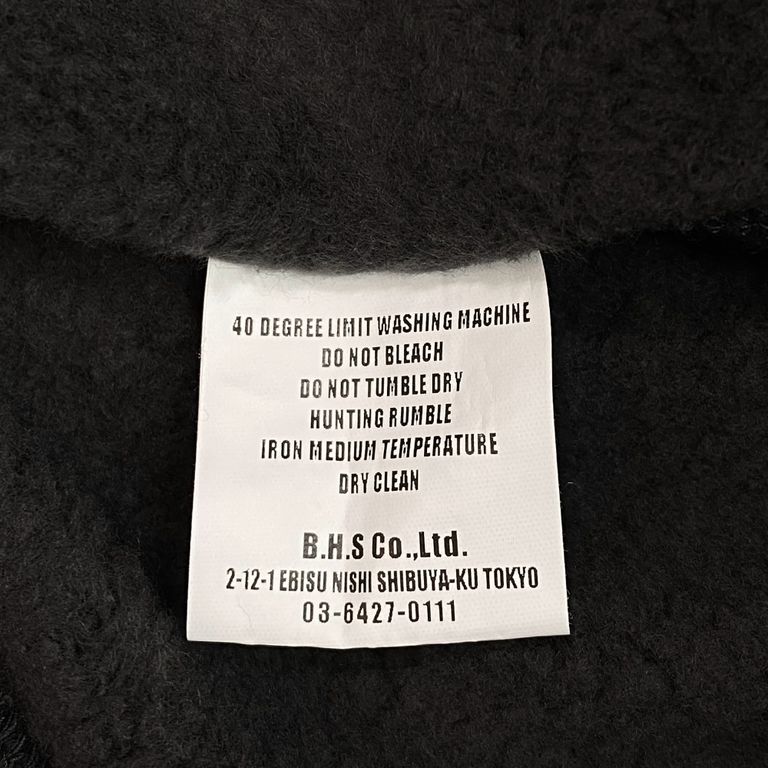 40 DEGREE LIMIT WASHING MACHINE
DO NOT BLEACH
DO NOT TUMBLE DRY
HUNTING RUMBLE
IRON MEDIUM TEMPERATURE
DRY CLEAN
B.H.S Co.,Ltd.
2-12-1 EBISU NISHI SHIBUYA-KU TOKYO
03-6427-0111